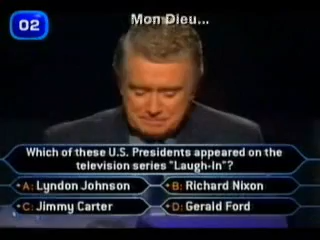 Mon Dieu...
02
Which of these U.S. Presidents appeared on the
television series "Laugh-In"?
A: Lyndon Johnson
B: Richard Nixon
C: Jimmy Carter
D: Gerald Ford